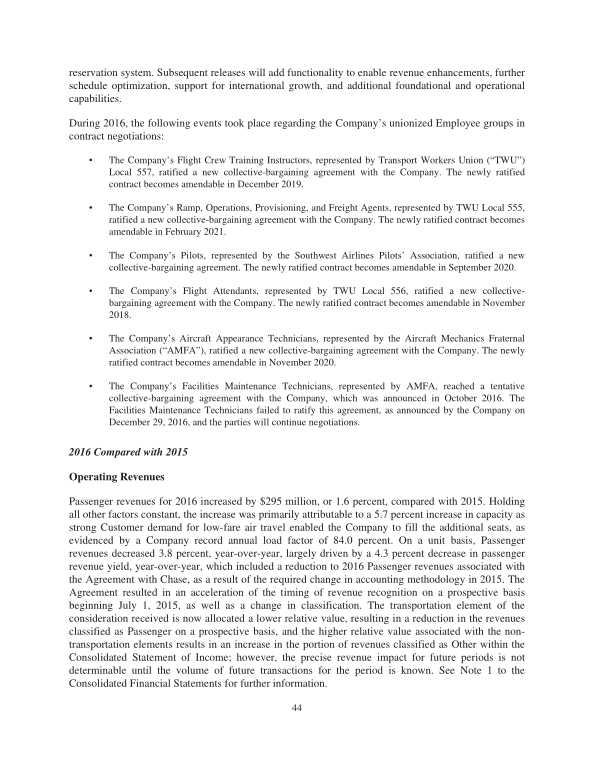 reservation system. Subsequent releases will add functionality to enable revenue enhancements, further
schedule optimization, support for international growth, and additional foundational and operational
capabilities.
During 2016, the following events took place regarding the Company's unionized Employee groups in
contract negotiations:
• The Company's Flight Crew Training Instructors, represented by Transport Workers Union (“TWU”)
Local 557, ratified a new collective-bargaining agreement with the Company. The newly ratified
contract becomes amendable in December 2019.
• The Company's Ramp, Operations, Provisioning, and Freight Agents, represented by TWU Local 555,
ratified a new collective-bargaining agreement with the Company. The newly ratified contract becomes
amendable in February 2021.
• The Company's Pilots, represented by the Southwest Airlines Pilots' Association, ratified a new
collective-bargaining agreement. The newly ratified contract becomes amendable in September 2020.
• The Company's Flight Attendants, represented by TWU Local 556, ratified a new collective-
bargaining agreement with the Company. The newly ratified contract becomes amendable in November
2018.
• The Company's Aircraft Appearance Technicians, represented by the Aircraft Mechanics Fraternal
Association (“AMFA”), ratified a new collective-bargaining agreement with the Company. The newly
ratified contract becomes amendable in November 2020.
• The Company's Facilities Maintenance Technicians, represented by AMFA, reached a tentative
collective-bargaining agreement with the Company, which was announced in October 2016. The
Facilities Maintenance Technicians failed to ratify this agreement, as announced by the Company on
December 29, 2016, and the parties will continue negotiations.
2016 Compared with 2015
Operating Revenues
Passenger revenues for 2016 increased by $295 million, or 1.6 percent, compared with 2015. Holding
all other factors constant, the increase was primarily attributable to a 5.7 percent increase in capacity as
strong Customer demand for low-fare air travel enabled the Company to fill the additional seats, as
evidenced by a Company record annual load factor of 84.0 percent. On a unit basis, Passenger
revenues decreased 3.8 percent, year-over-year, largely driven by a 4.3 percent decrease in passenger
revenue yield, year-over-year, which included a reduction to 2016 Passenger revenues associated with
the Agreement with Chase, as a result of the required change in accounting methodology in 2015. The
Agreement resulted in an acceleration of the timing of revenue recognition on a prospective basis
beginning July 1, 2015, as well as a change in classification. The transportation element of the
consideration received is now allocated a lower relative value, resulting in a reduction in the revenues
classified as Passenger on a prospective basis, and the higher relative value associated with the non-
transportation elements results in an increase in the portion of revenues classified as Other within the
Consolidated Statement of Income; however, the precise revenue impact for future periods is not
determinable until the volume of future transactions for the period is known. See Note 1 to the
Consolidated Financial Statements for further information.
44